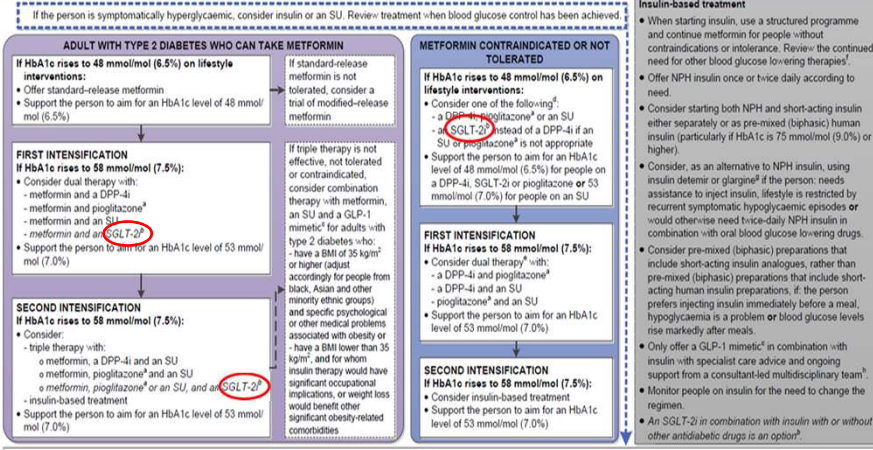 If the person is symptomatically hyperglycaemic, consider insulin or an SU. Review treatment when blood glucose control has been achieved.
ADULT WITH TYPE 2 DIABETES WHO CAN TAKE METFORMIN
If HbA1c rises to 48 mmol/mol (6.5%) on lifestyle
interventions:
• Offer standard-release metformin
• Support the person to aim for an HbA1c level of 48 mmol/
mol (6.5%)
If standard-
release
metformin is
not
tolerated,
consider a
trial of
modified–release
metformin
FIRST INTENSIFICATION
If HbA1c rises to 58 mmol/mol (7.5%):
• Consider dual therapy with:
- metformin and a DPP-4i
- metformin and pioglitazoneª
- metformin and an SU
- metformin and an SGLT-2iᵇ
• Support the person to aim for an HbA1c level of 53 mmol/
mol (7.0%)
If triple therapy is not
effective, not tolerated
or contraindicated,
consider combination
therapy with metformin,
an SU and a GLP-1
mimeticᶜ for adults with
type 2 diabetes who:
- have a BMI of 35 kg/m²
or higher (adjust
accordingly for people from
black, Asian and other
minority ethnic groups)
and specific psychological
or other medical problems
associated with obesity or
- have a BMI lower than 35
kg/m², and for whom
insulin therapy would have
significant occupational
implications, or weight loss
would benefit other
significant obesity-related
comorbidities
SECOND INTENSIFICATION
If HbA1c rises to 58 mmol/mol (7.5%):
• Consider:
- triple therapy with:
o metformin, a DPP-4i and an SU
o metformin, pioglitazoneª and an SU
o metformin, pioglitazoneª or an SU, and an SGLT-2iᵇ
- insulin-based treatment
• Support the person to aim for an HbA1c level of 53 mmol/
mol (7.0%)
METFORMIN CONTRAINDICATED OR NOT
TOLERATED
If HbA1c rises to 48 mmol/mol (6.5%) on
lifestyle interventions:
• Consider one of the followingᵈ:
- a DPP-4i, pioglitazoneª or an SU
- an SGLT-2iᵇ instead of a DPP-4i if an
SU or pioglitazoneª is not appropriate
• Support the person to aim for an HbA1c
level of 48 mmol/mol (6.5%) for people on
a DPP-4i, SGLT-2i or pioglitazone or 53
mmol/mol (7.0%) for people on an SU
FIRST INTENSIFICATION
If HbA1c rises to 58 mmol/mol (7.5%):
• Consider dual therapyᵉ with:
- a DPP-4i and pioglitazoneª
- a DPP-4i and an SU
- pioglitazoneª and an SU
• Support the person to aim for an HbA1c
level of 53 mmol/mol (7.0%)
SECOND INTENSIFICATION
If HbA1c rises to 58 mmol/mol (7.5%):
• Consider insulin-based treatment
• Support the person to aim for an HbA1c
level of 53 mmol/mol (7.0%)
Insulin-based treatment
• When starting insulin, use a structured programme
and continue metformin for people without
contraindications or intolerance. Review the continued
need for other blood glucose lowering therapiesᶠ.
• Offer NPH insulin once or twice daily according to
need.
• Consider starting both NPH and short-acting insulin
either separately or as pre-mixed (biphasic) human
insulin (particularly if HbA1c is 75 mmol/mol (9.0%) or
higher).
• Consider, as an alternative to NPH insulin, using
insulin detemir or glargineᵍ if the person: needs
assistance to inject insulin, lifestyle is restricted by
recurrent symptomatic hypoglycaemic episodes or
would otherwise need twice-daily NPH insulin in
combination with oral blood glucose lowering drugs.
• Consider pre-mixed (biphasic) preparations that
include short-acting insulin analogues, rather than
pre-mixed (biphasic) preparations that include short-
acting human insulin preparations, if: the person
prefers injecting insulin immediately before a meal,
hypoglycaemia is a problem or blood glucose levels
rise markedly after meals.
• Only offer a GLP-1 mimeticᶜ in combination with
insulin with specialist care advice and ongoing
support from a consultant-led multidisciplinary teamʰ.
• Monitor people on insulin for the need to change the
regimen.
• An SGLT-2i in combination with insulin with or without
other antidiabetic drugs is an optionᵇ.